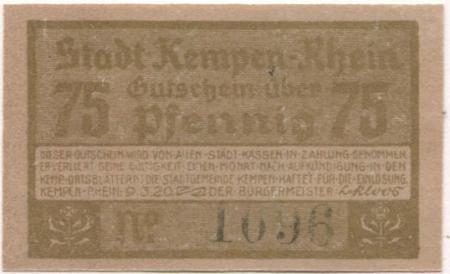 Stadt Kempen-Rhein
Gutschein über
75 Pfennig 75
DIESER GUTSCHEIN WIRD VON ALLEN STADT-KASSEN IN ZAHLUNG GENOMMEN
ER VERLIERT SEINE GÜLTIGKEIT EINEN MONAT NACH AUFKÜNDIGUNG IN DEN
KEMP. ORTSBLÄTTERN. DIE STADTGEMEINDE KEMPEN HAFTET FÜR DIE EINLÖSUNG.
KEMPEN-RHEIN, 9.3.20. DER BÜRGERMEISTER
Nº 1096